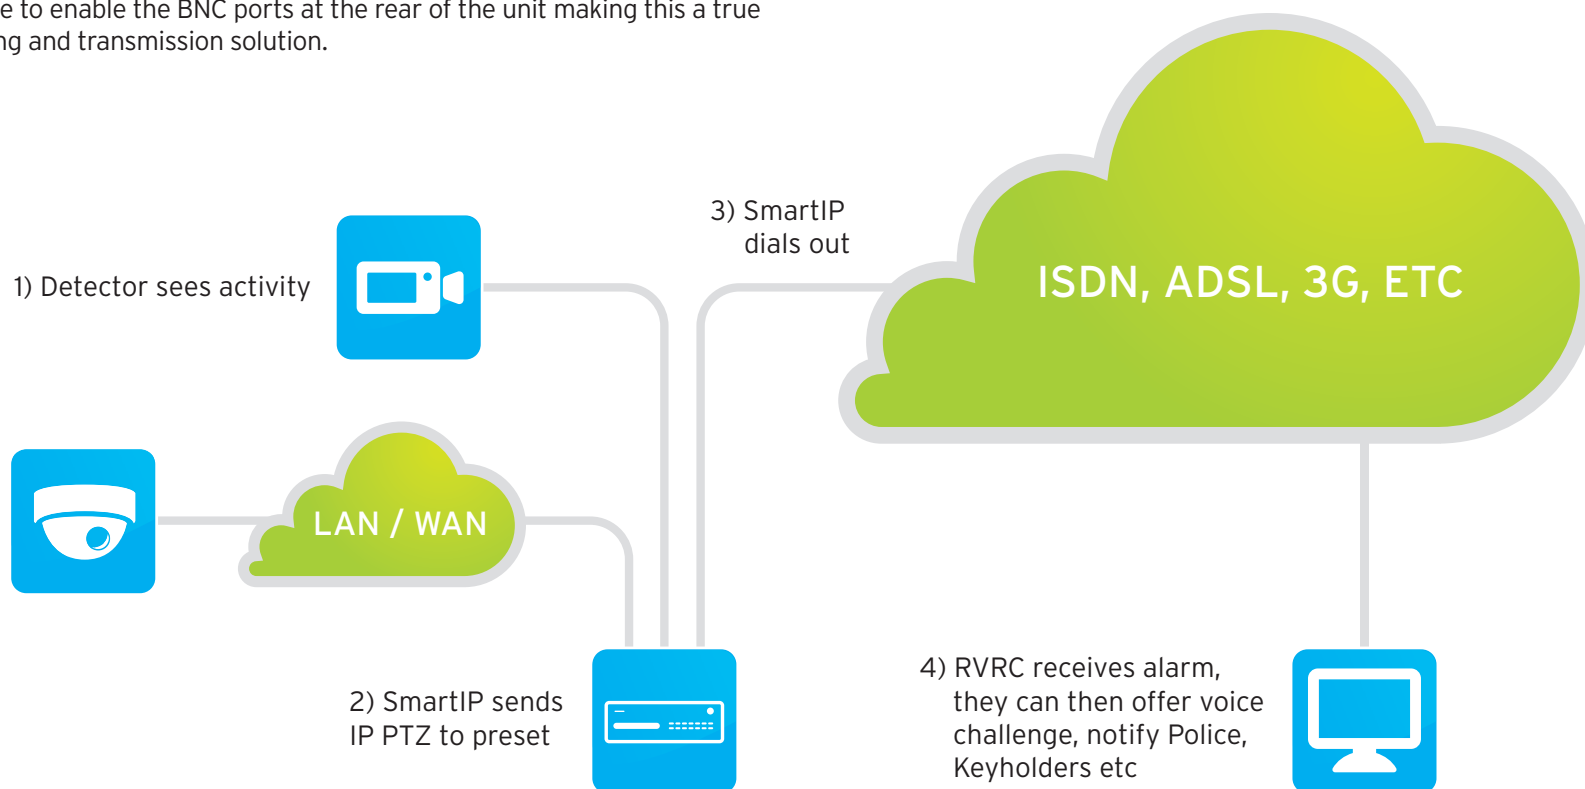 to enable the BNC ports at the rear of the unit making this a true
and transmission solution.
3) SmartIP
dials out
1) Detector sees activity
ISDN, ADSL, 3G, ETC
LAN / WAN
2) SmartIP sends
IP PTZ to preset
4) RVRC receives alarm,
they can then offer voice
challenge, notify Police,
Keyholders etc